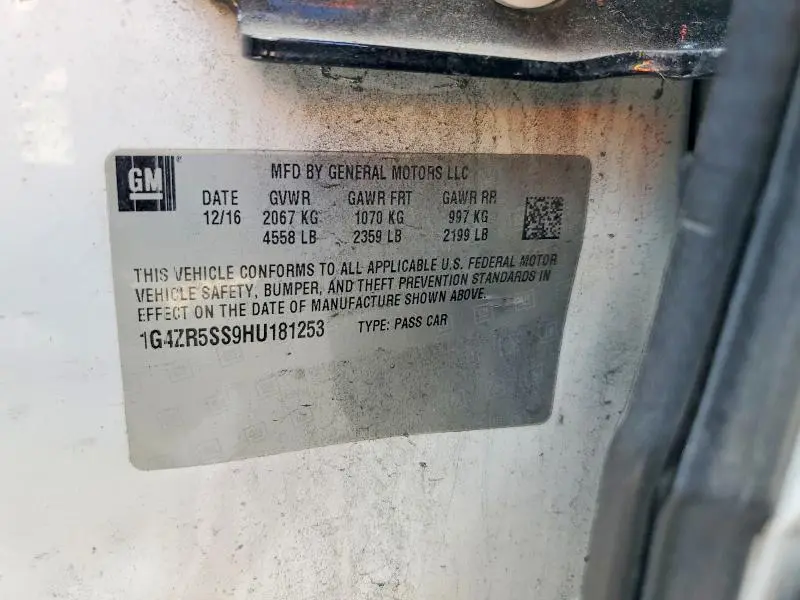 GM
MFD BY GENERAL MOTORS LLC
DATE GVWR GAWR FRT GAWR RR
12/16 2067 KG 1070 KG 997 KG
4558 LB 2359 LB 2199 LB
THIS VEHICLE CONFORMS TO ALL APPLICABLE U.S. FEDERAL MOTOR
VEHICLE SAFETY, BUMPER, AND THEFT PREVENTION STANDARDS IN
EFFECT ON THE DATE OF MANUFACTURE SHOWN ABOVE.
1G4ZR5SS9HU181253 TYPE: PASS CAR